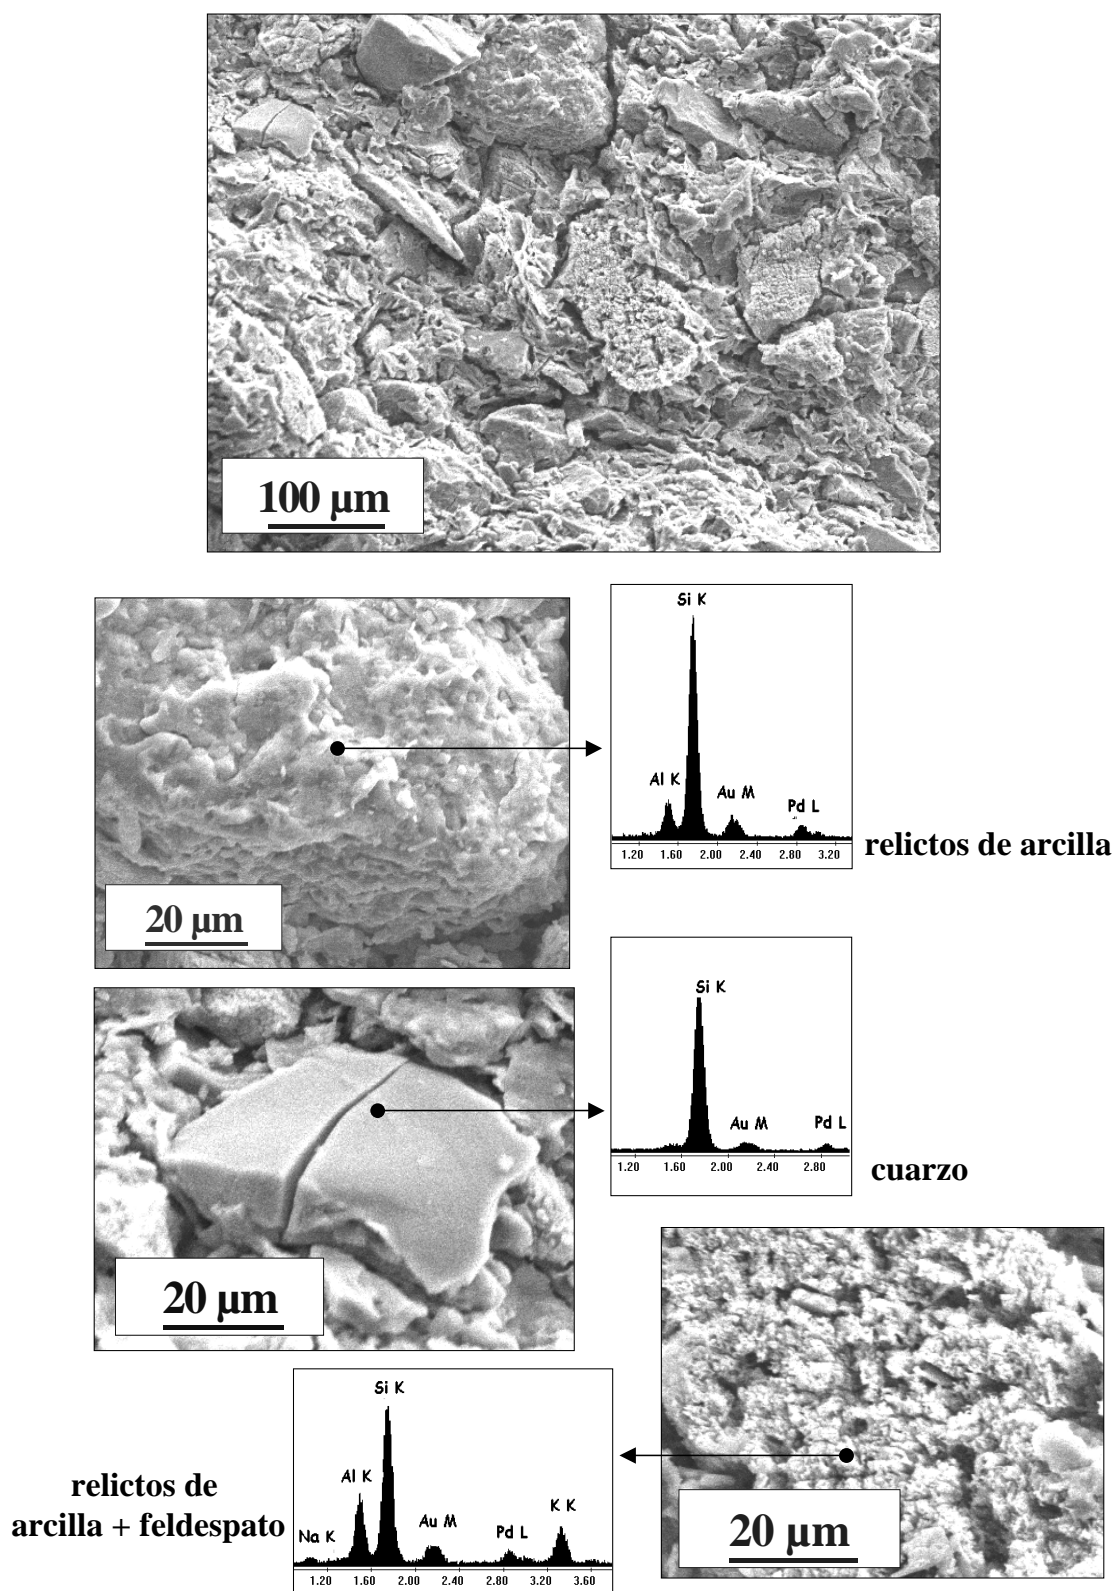 100 µm
Si K
Al K
Au M
Pd L
1.20 1.60 2.00 2.40 2.80 3.20
relictos de arcilla
20 µm
Si K
Au M
Pd L
1.20 1.60 2.00 2.40 2.80
cuarzo
20 µm
Si K
Al K
K K
Na K
Au M
Pd L
1.20 1.60 2.00 2.40 2.80 3.20 3.60
relictos de
arcilla + feldespato
20 µm